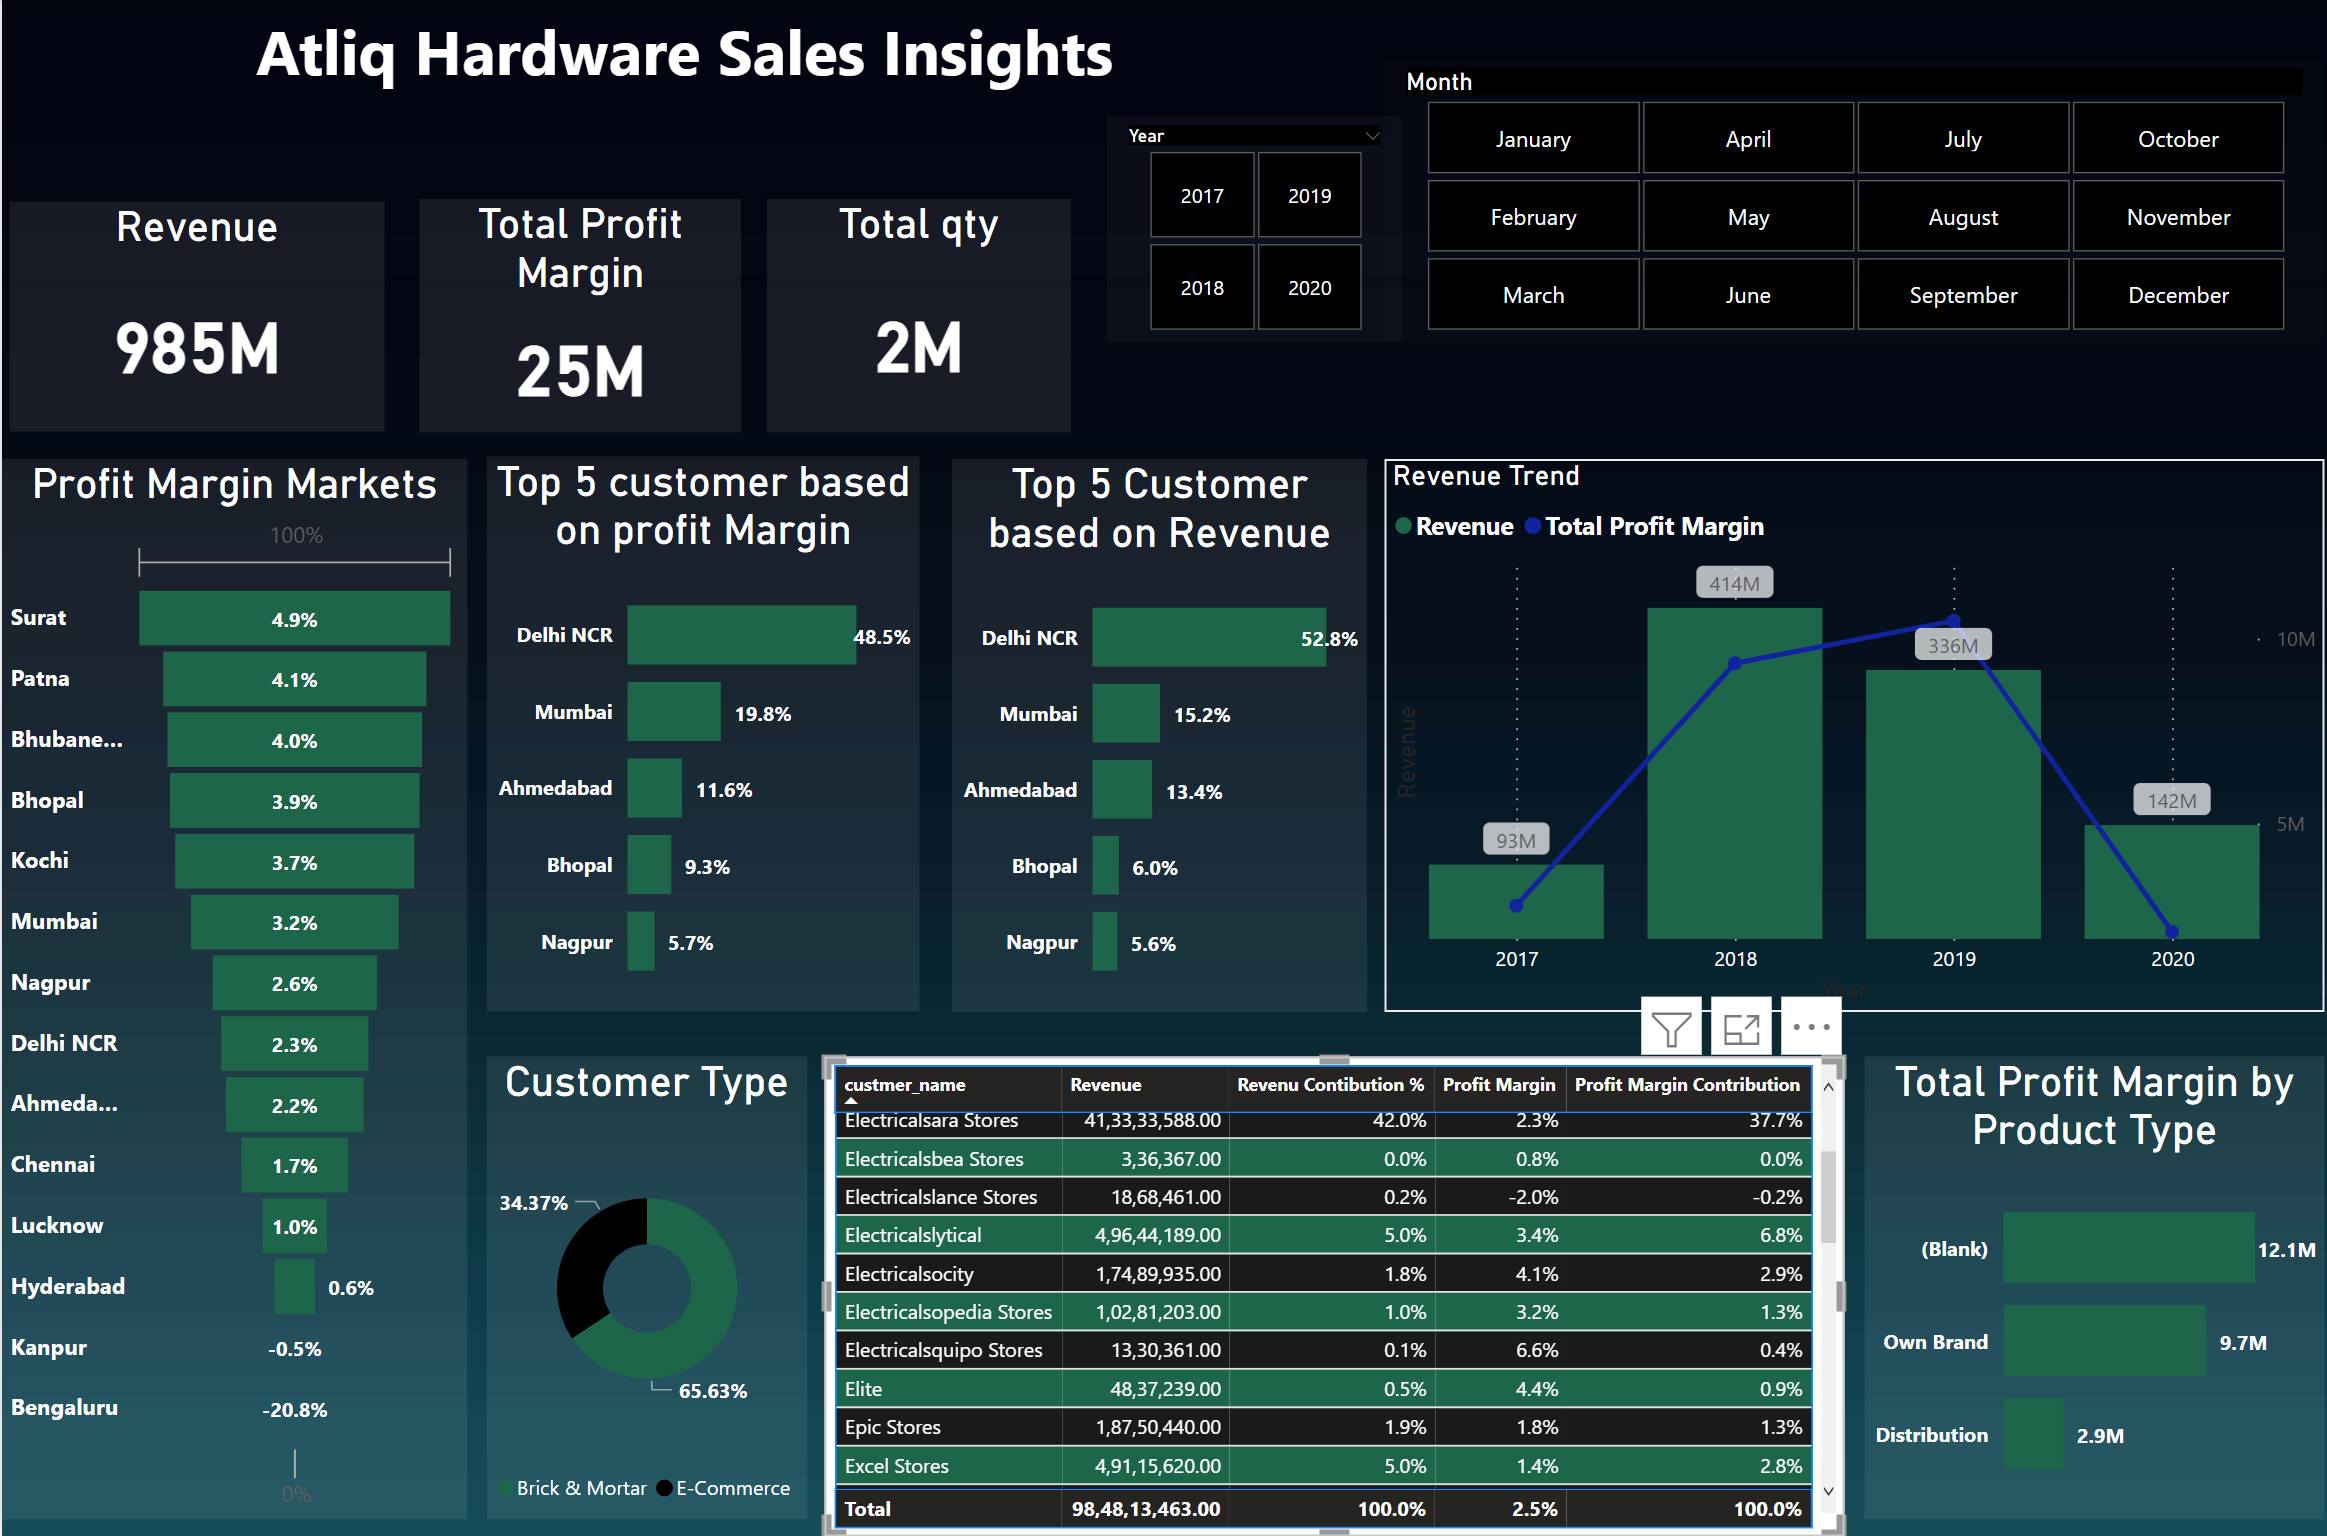 Atliq Hardware Sales Insights
Month
January
April
July
October
February
May
August
November
March
June
September
December
Year
2017
2019
2018
2020
Revenue
985M
Total Profit
Margin
25M
Total qty
2M
Profit Margin Markets
100%
Surat 4.9%
Patna 4.1%
Bhubane... 4.0%
Bhopal 3.9%
Kochi 3.7%
Mumbai 3.2%
Nagpur 2.6%
Delhi NCR 2.3%
Ahmeda... 2.2%
Chennai 1.7%
Lucknow 1.0%
Hyderabad 0.6%
Kanpur -0.5%
Bengaluru -20.8%
0%
Top 5 customer based
on profit Margin
Delhi NCR 48.5%
Mumbai 19.8%
Ahmedabad 11.6%
Bhopal 9.3%
Nagpur 5.7%
Top 5 Customer
based on Revenue
Delhi NCR 52.8%
Mumbai 15.2%
Ahmedabad 13.4%
Bhopal 6.0%
Nagpur 5.6%
Revenue Trend
Revenue Total Profit Margin
414M
336M
10M
142M
5M
93M
Revenue
2017 2018 2019 2020
Year
Customer Type
34.37%
65.63%
Brick & Mortar E-Commerce
custmer_name Revenue Revenu Contibution % Profit Margin Profit Margin Contribution
Electricalsara Stores 41,33,33,588.00 42.0% 2.3% 37.7%
Electricalsbea Stores 3,36,367.00 0.0% 0.8% 0.0%
Electricalslance Stores 18,68,461.00 0.2% -2.0% -0.2%
Electricalslytical 4,96,44,189.00 5.0% 3.4% 6.8%
Electricalsocity 1,74,89,935.00 1.8% 4.1% 2.9%
Electricalsopedia Stores 1,02,81,203.00 1.0% 3.2% 1.3%
Electricalsquipo Stores 13,30,361.00 0.1% 6.6% 0.4%
Elite 48,37,239.00 0.5% 4.4% 0.9%
Epic Stores 1,87,50,440.00 1.9% 1.8% 1.3%
Excel Stores 4,91,15,620.00 5.0% 1.4% 2.8%
Total 98,48,13,463.00 100.0% 2.5% 100.0%
Total Profit Margin by
Product Type
(Blank) 12.1M
Own Brand 9.7M
Distribution 2.9M